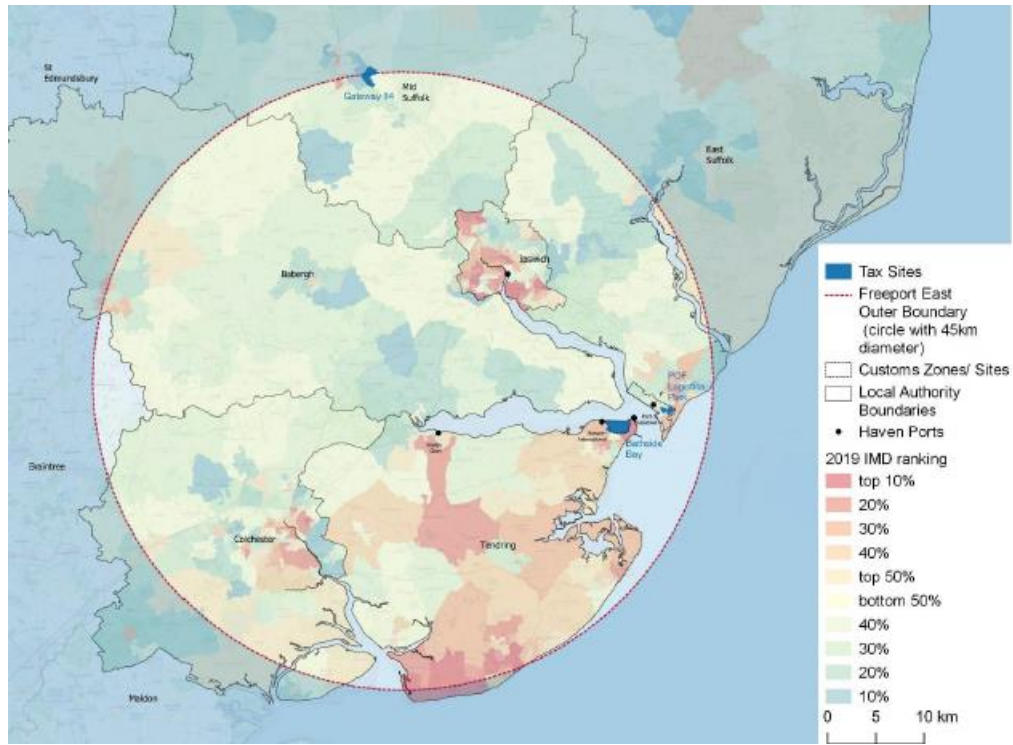 St
Edmundsbury
Gateway 14
Mid
Suffolk
East
Suffolk
Ipswich
Babergh
Bathside
Bay
Colchester
Tendring
Braintree
Maldon
Tax Sites
Freeport East
Outer Boundary
(circle with 45km
diameter)
Customs Zones/ Sites
Local Authority
Boundaries
Haven Ports
2019 IMD ranking
top 10%
20%
30%
40%
top 50%
bottom 50%
40%
30%
20%
10%
0 5 10 km